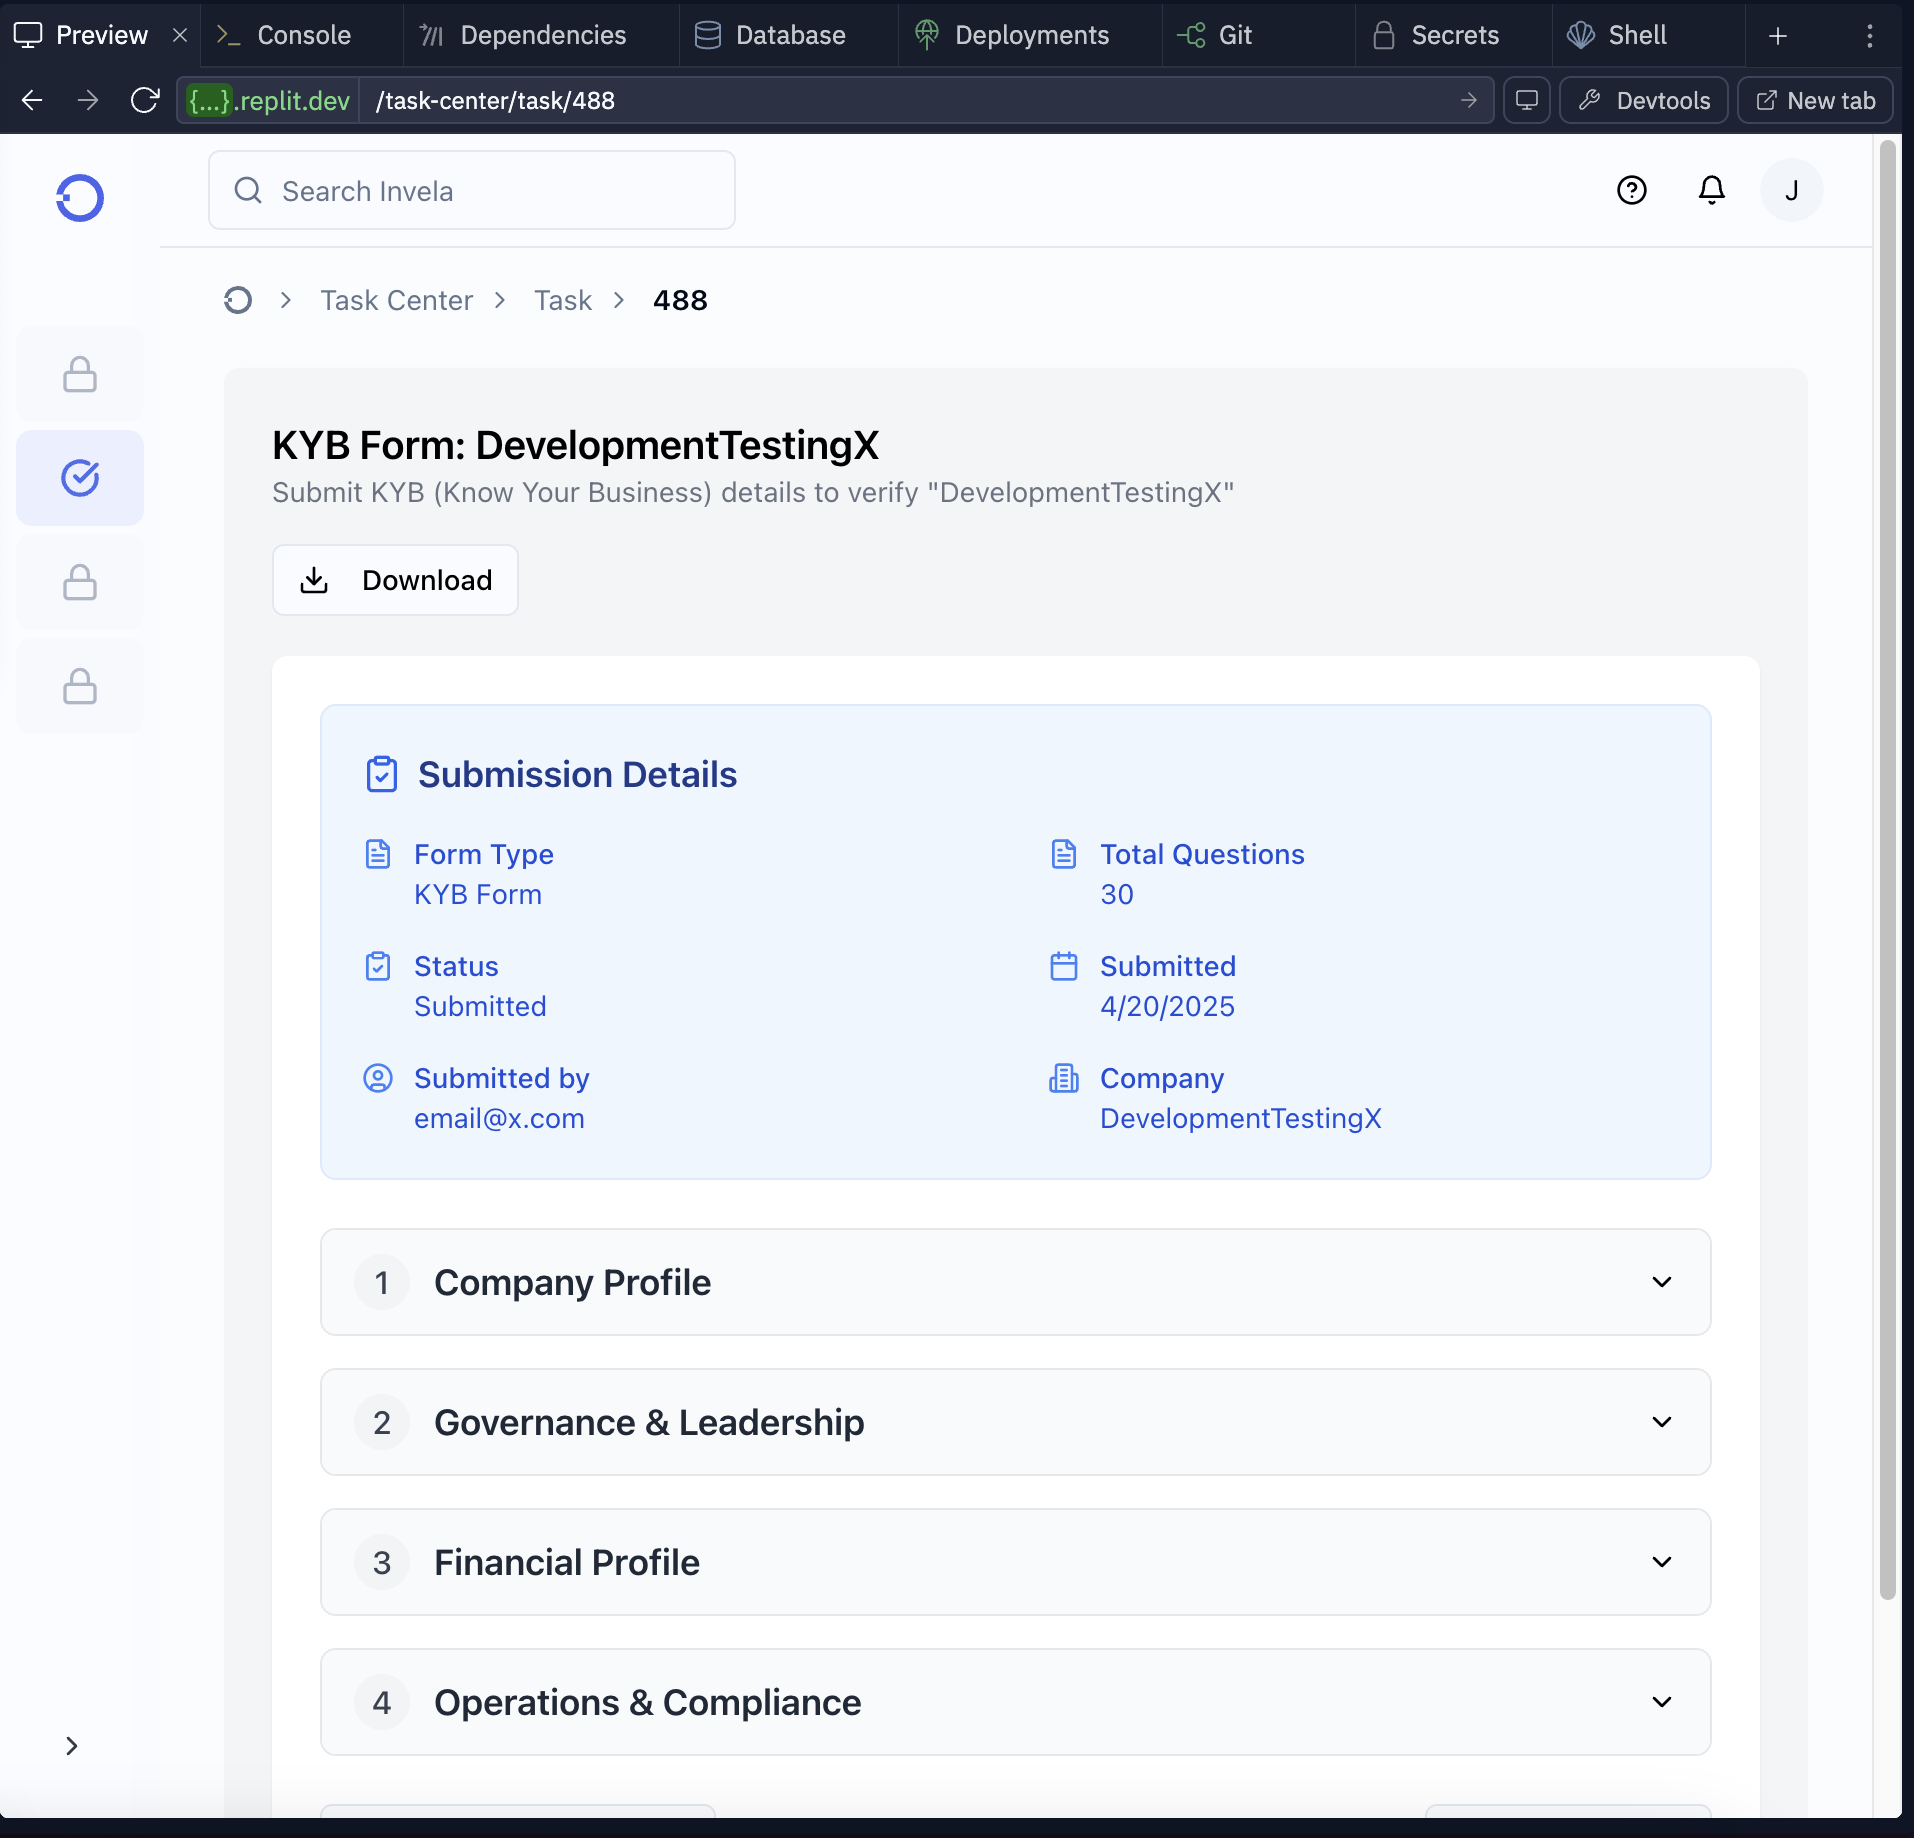 Preview
Console
Dependencies
Database
Deployments
Git
Secrets
Shell
{...}.replit.dev
/task-center/task/488
Devtools
New tab
Search Invela
J
Task Center
Task
488
KYB Form: DevelopmentTestingX
Submit KYB (Know Your Business) details to verify "DevelopmentTestingX"
Download
Submission Details
Form Type
KYB Form
Total Questions
30
Status
Submitted
Submitted
4/20/2025
Submitted by
email@x.com
Company
DevelopmentTestingX
1 Company Profile
2 Governance & Leadership
3 Financial Profile
4 Operations & Compliance